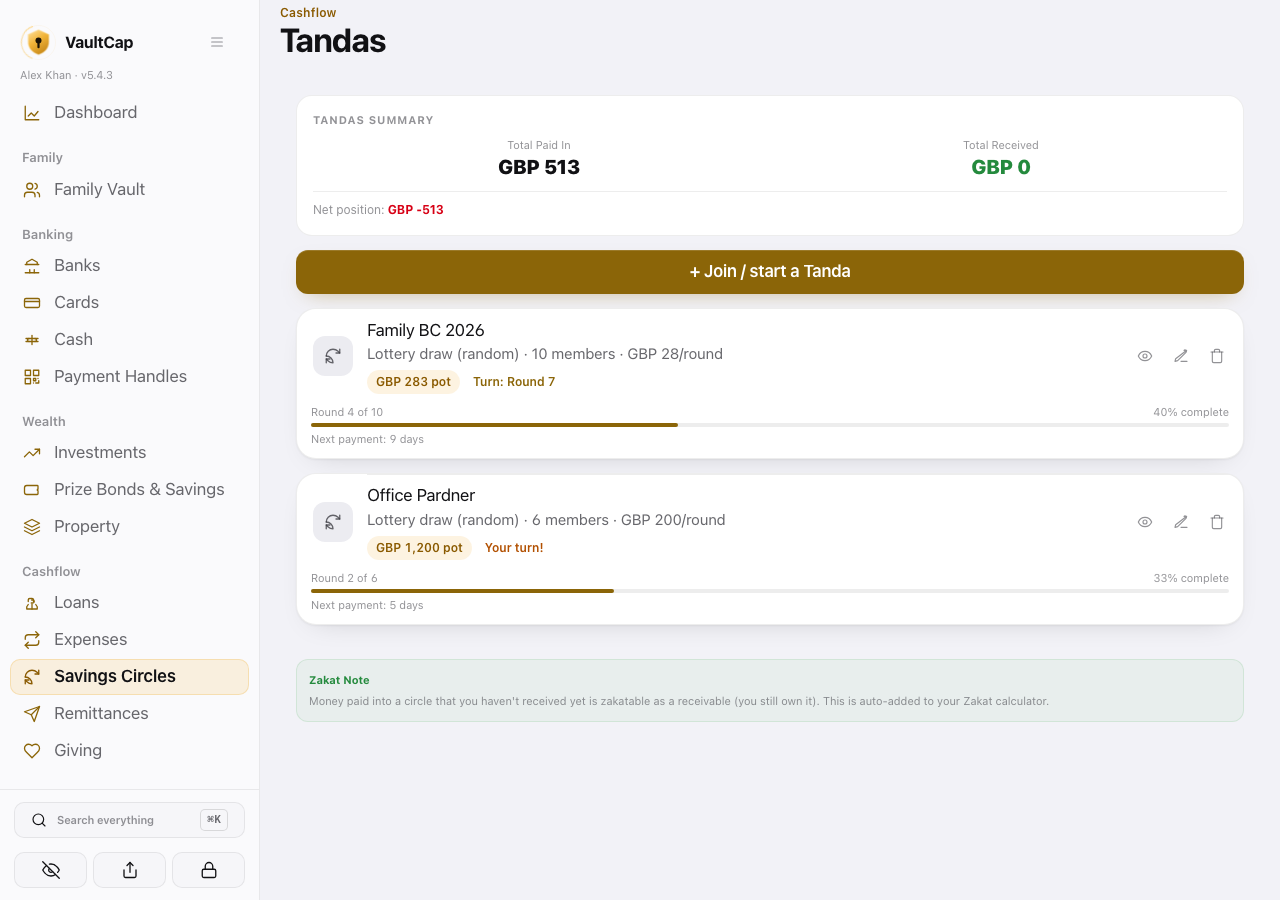 VaultCap
Alex Khan · v5.4.3
Dashboard
Family
Family Vault
Banking
Banks
Cards
Cash
Payment Handles
Wealth
Investments
Prize Bonds & Savings
Property
Cashflow
Loans
Expenses
Savings Circles
Remittances
Giving
Search everything ⌘K
Cashflow
Tandas
TANDAS SUMMARY
Total Paid In
GBP 513
Total Received
GBP 0
Net position: GBP -513
+ Join / start a Tanda
Family BC 2026
Lottery draw (random) · 10 members · GBP 28/round
GBP 283 pot Turn: Round 7
Round 4 of 10 40% complete
Next payment: 9 days
Office Pardner
Lottery draw (random) · 6 members · GBP 200/round
GBP 1,200 pot Your turn!
Round 2 of 6 33% complete
Next payment: 5 days
Zakat Note
Money paid into a circle that you haven't received yet is zakatable as a receivable (you still own it). This is auto-added to your Zakat calculator.